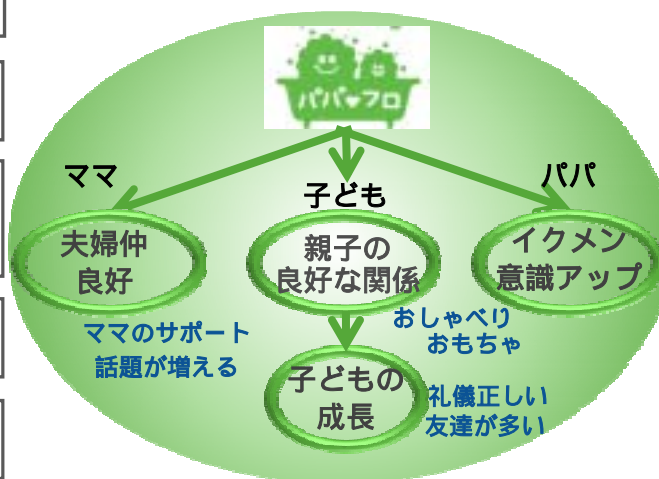 パパ♥フロ
ママ
子ども
パパ
夫婦仲
良好
親子の
良好な関係
イクメン
意識アップ
ママのサポート
話題が増える
おしゃべり
おもちゃ
子どもの
成長
礼儀正しい
友達が多い